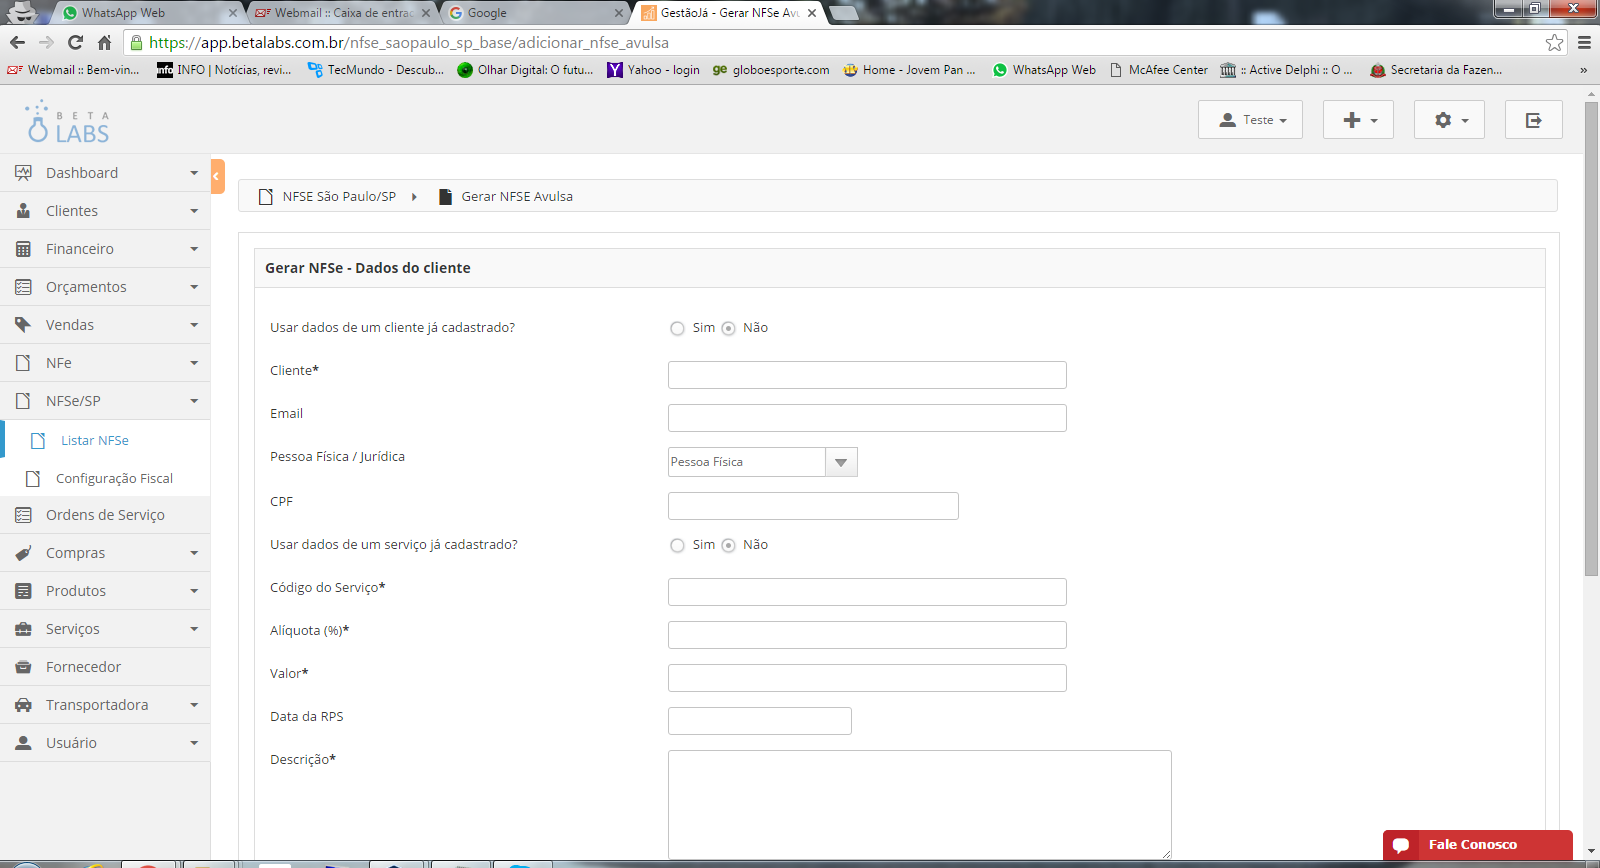 WhatsApp Web
Webmail :: Caixa de entrac
Google
GestãoJá - Gerar NFSe Avu
https://app.betalabs.com.br/nfse_saopaulo_sp_base/adicionar_nfse_avulsa
Webmail :: Bem-vin...
INFO | Notícias, revi...
TecMundo - Descub...
Olhar Digital: O futu...
Yahoo - login
globoesporte.com
Home - Jovem Pan ...
WhatsApp Web
McAfee Center
:: Active Delphi :: O ...
Secretaria da Fazen...
»
BETA
LABS
Teste
Dashboard
Clientes
Financeiro
Orçamentos
Vendas
NFe
NFSe/SP
Listar NFSe
Configuração Fiscal
Ordens de Serviço
Compras
Produtos
Serviços
Fornecedor
Transportadora
Usuário
NFSE São Paulo/SP
Gerar NFSE Avulsa
Gerar NFSe - Dados do cliente
Usar dados de um cliente já cadastrado? Sim Não
Cliente*
Email
Pessoa Física / Jurídica Pessoa Física
CPF
Usar dados de um serviço já cadastrado? Sim Não
Código do Serviço*
Alíquota (%)*
Valor*
Data da RPS
Descrição*
Fale Conosco